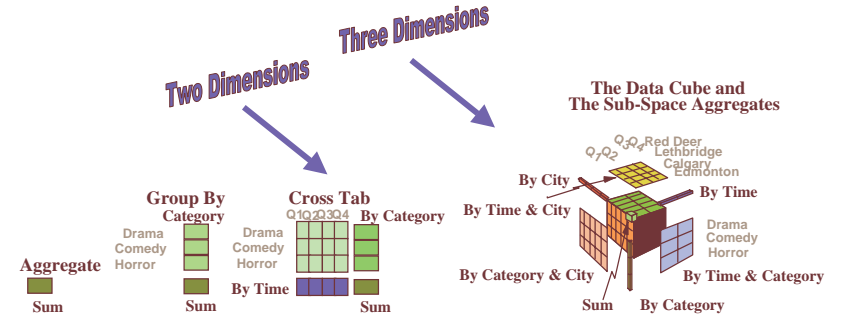 Two Dimensions
Three Dimensions
The Data Cube and
The Sub-Space Aggregates
Aggregate
Sum
Group By
Category
Drama
Comedy
Horror
Sum
Cross Tab
Q1Q2Q3Q4
By Category
Drama
Comedy
Horror
By Time
Sum
Q1Q2Q3Q4
Red Deer
Lethbridge
Calgary
Edmonton
By City
By Time
By Time & City
Drama
Comedy
Horror
By Category & City
By Time & Category
Sum
By Category